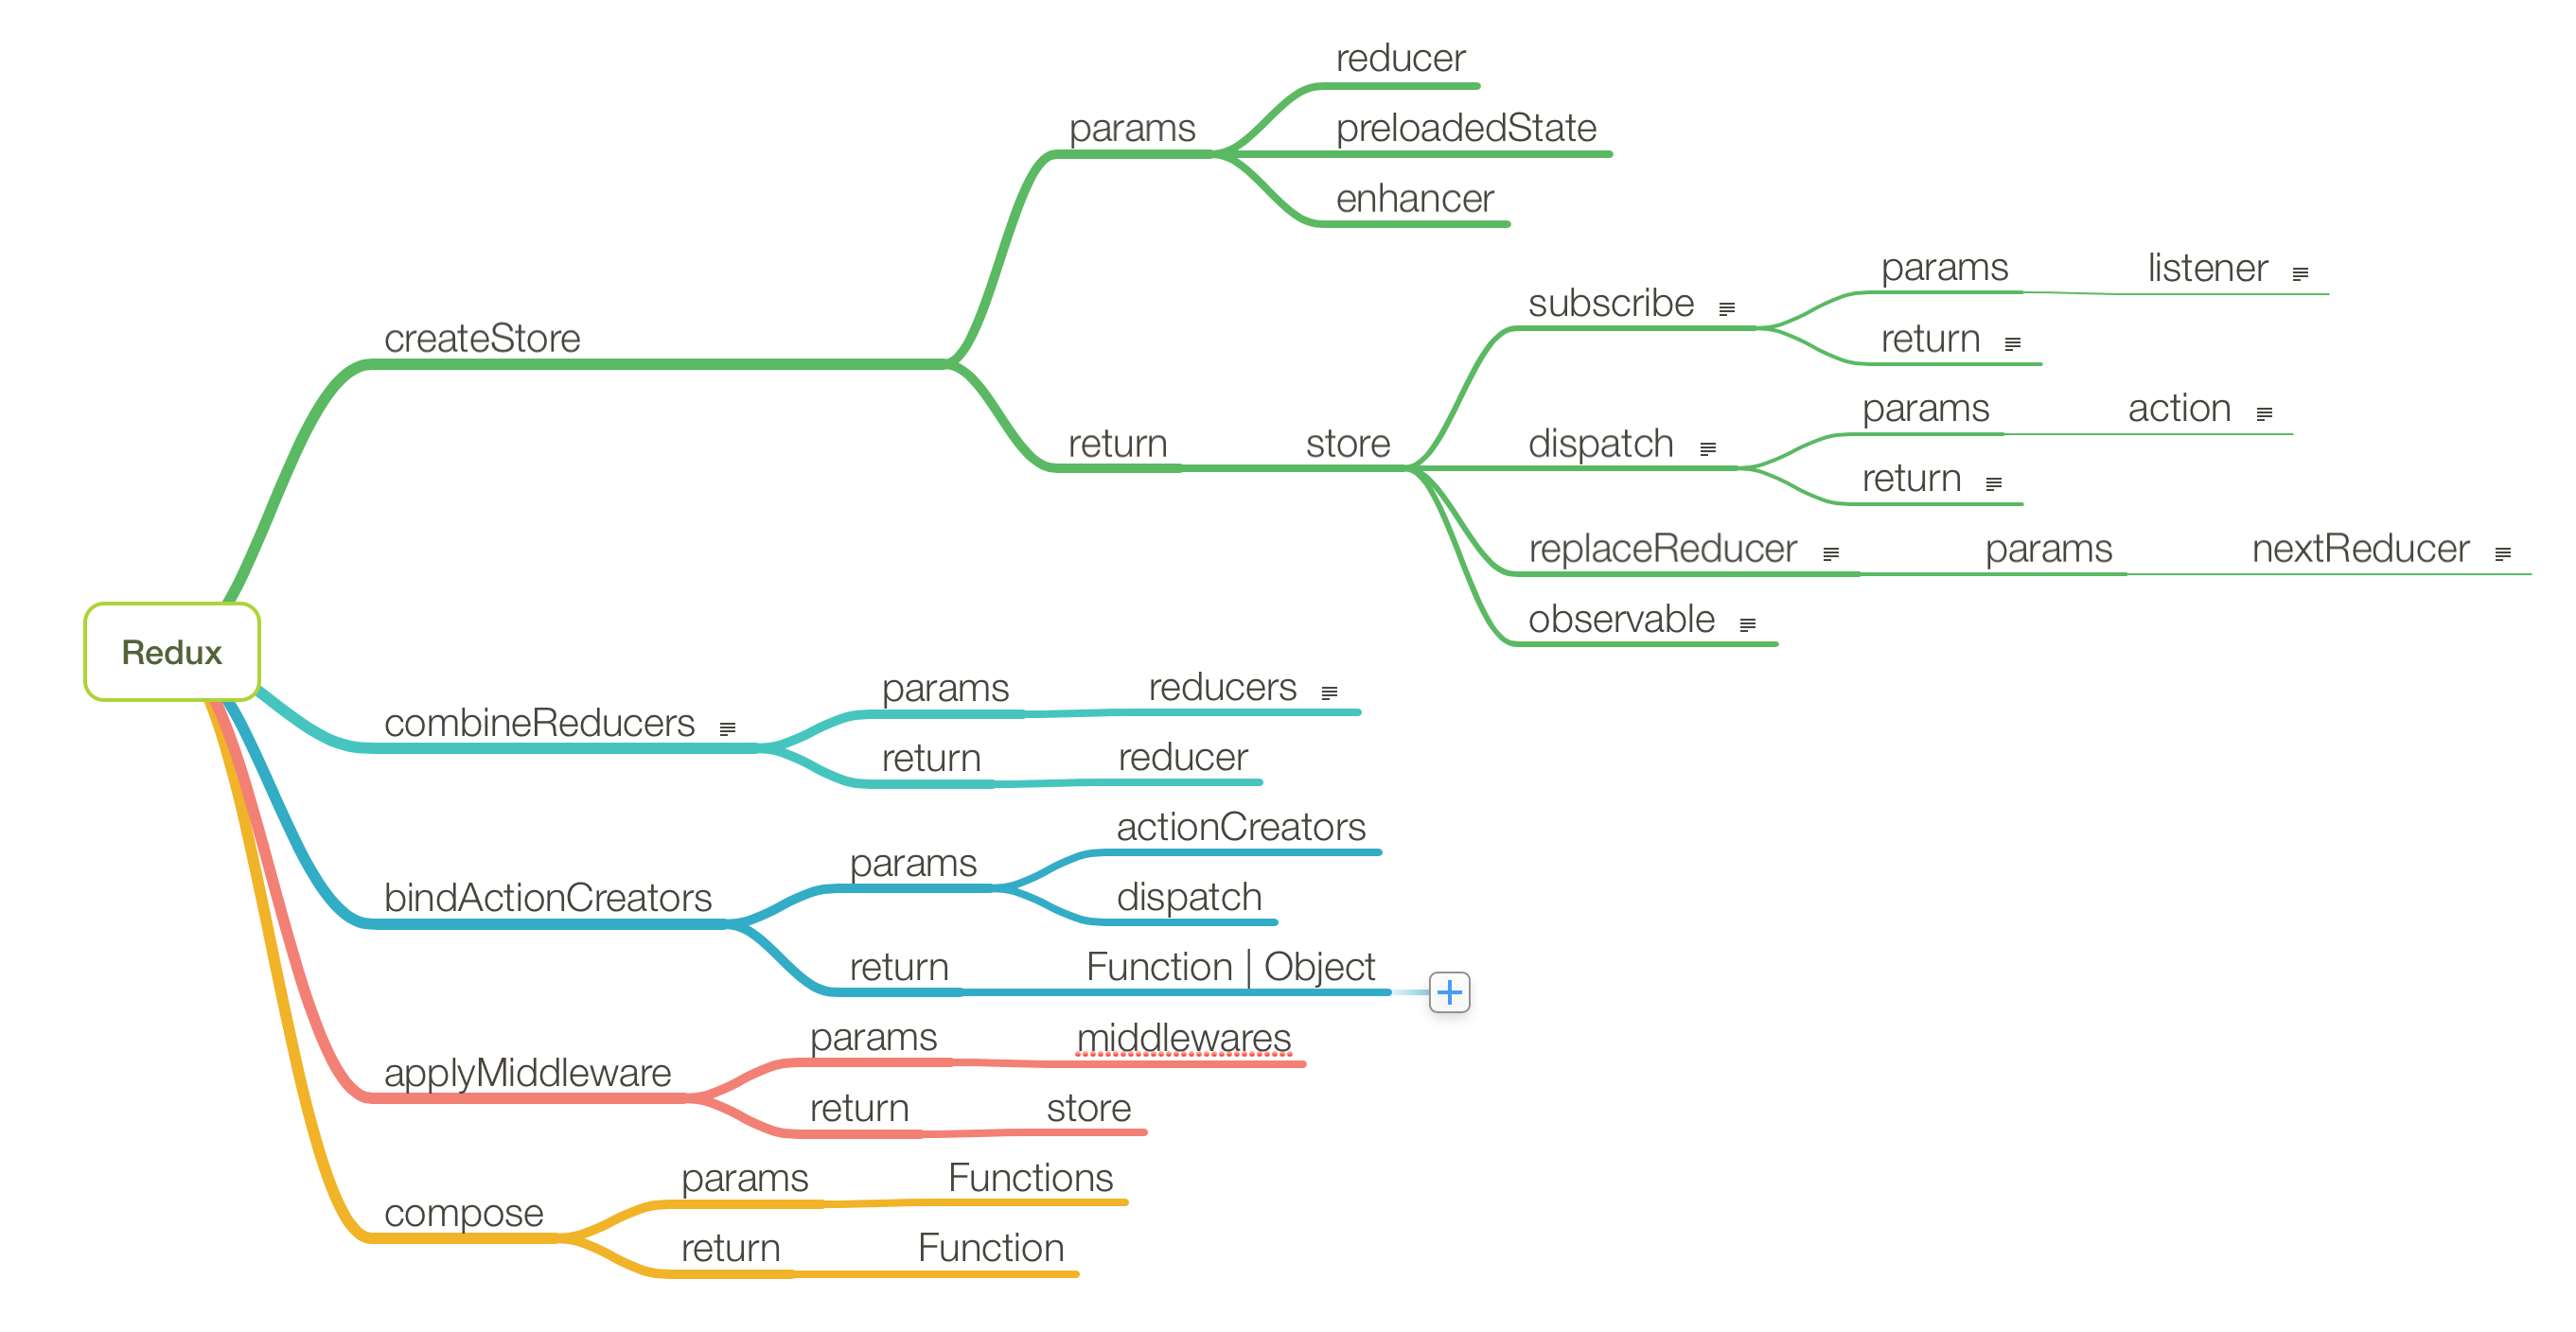 Redux
createStore
params
reducer
preloadedState
enhancer
return
store
subscribe
params
listener
return
dispatch
params
action
return
replaceReducer
params
nextReducer
observable
combineReducers
params
reducers
return
reducer
bindActionCreators
params
actionCreators
dispatch
return
Function | Object
applyMiddleware
params
middlewares
return
store
compose
params
Functions
return
Function